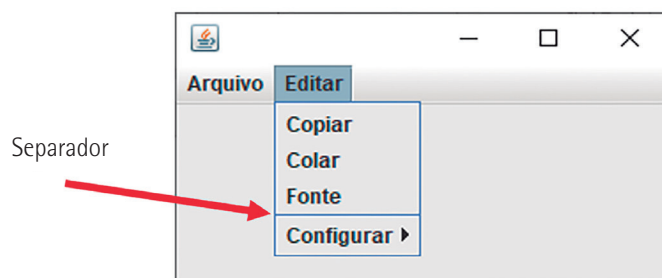 Arquivo Editar
Copiar
Separador
Colar
Fonte
Configurar